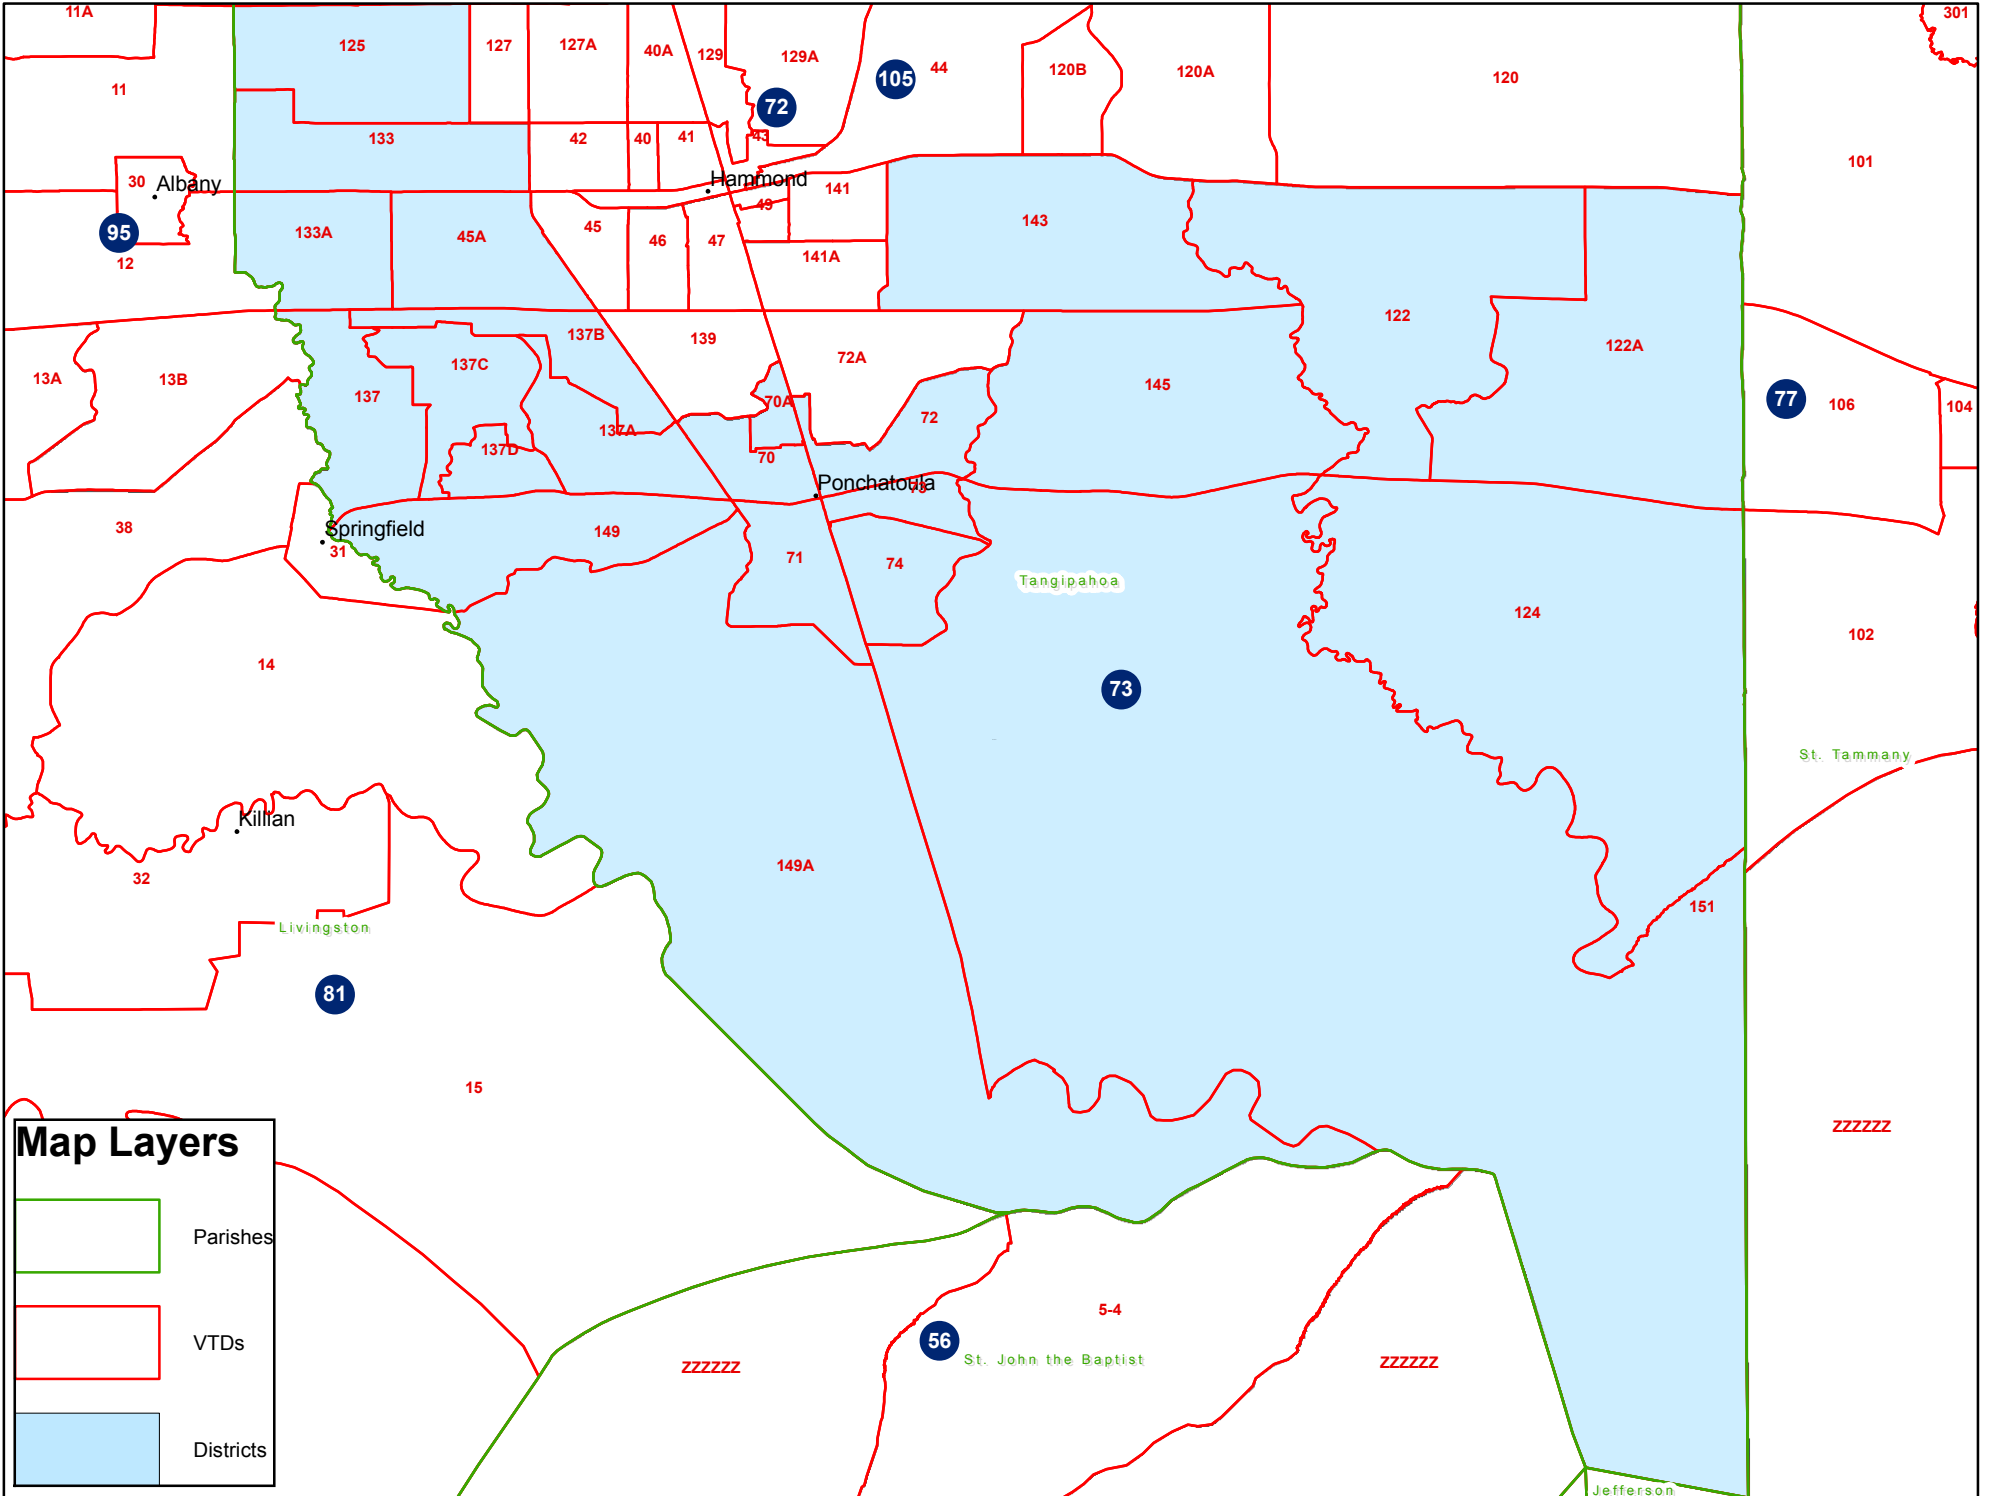 11A
125
127
127A
40A
129
129A
105
44
120B
120A
120
301
11
72
133
42
40
41
43
101
30
Albany
Hammond
141
49
95
12
133A
45A
45
46
47
141A
143
122
122A
137B
139
72A
13A
13B
137C
137
145
77
106
104
70A
72
137A
137D
70
Ponchatoula
73
38
Springfield
31
149
71
74
Tangipahoa
124
102
14
73
St. Tammany
Killian
149A
32
151
Livingston
81
15
ZZZZZZ
Map Layers
Parishes
VTDs
Districts
5-4
56
St. John the Baptist
ZZZZZZ
ZZZZZZ
Jefferson